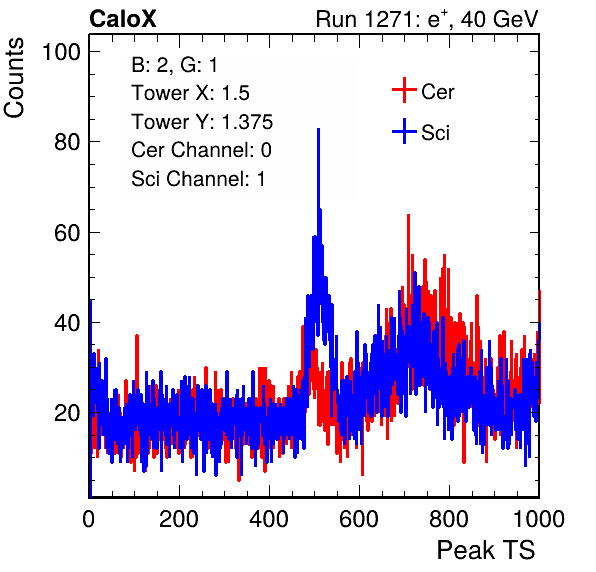 CaloX Run 1271: e+, 40 GeV
Counts
100
80
60
40
20
B: 2, G: 1
Tower X: 1.5
Tower Y: 1.375
Cer Channel: 0
Sci Channel: 1
Cer
Sci
0 200 400 600 800 1000
Peak TS